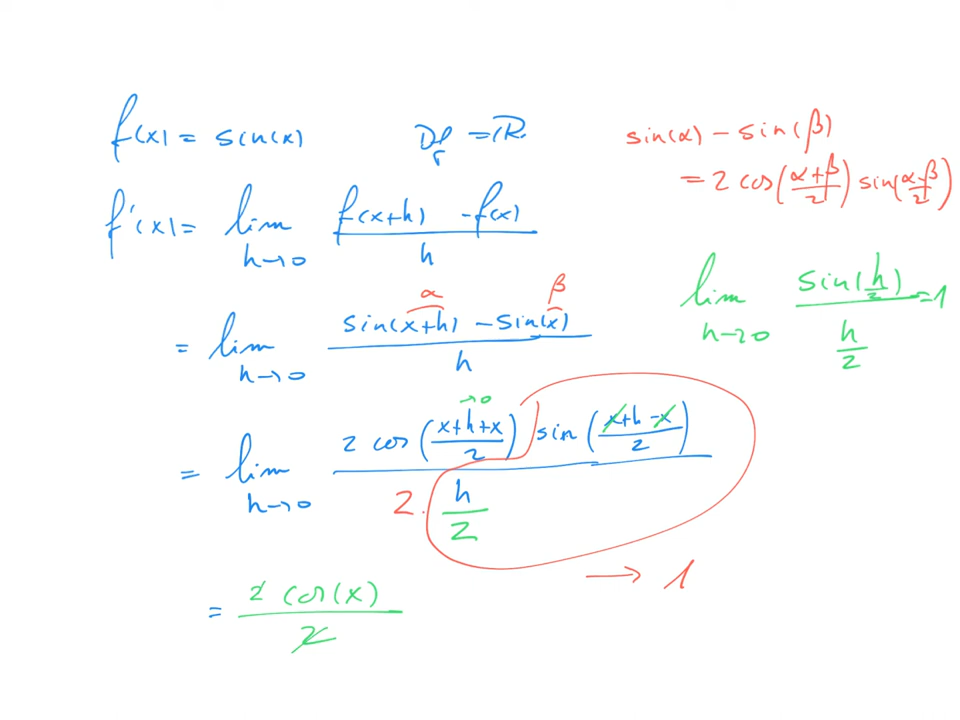 f(x) = sin(x)    Df = ℝ
f'(x) = lim h→0 (f(x+h) - f(x)) / h
α    β
= lim h→0 (sin(x+h) - sin(x)) / h
→0
= lim h→0 (2 cos((x+h+x)/2) sin((x+h-x)/2)) / (2 · h/2)
→ 1
= 2 cos(x) / 2
sin(α) - sin(β)
= 2 cos((α+β)/2) sin((α-β)/2)
lim h→0 sin(h/2) / (h/2) = 1